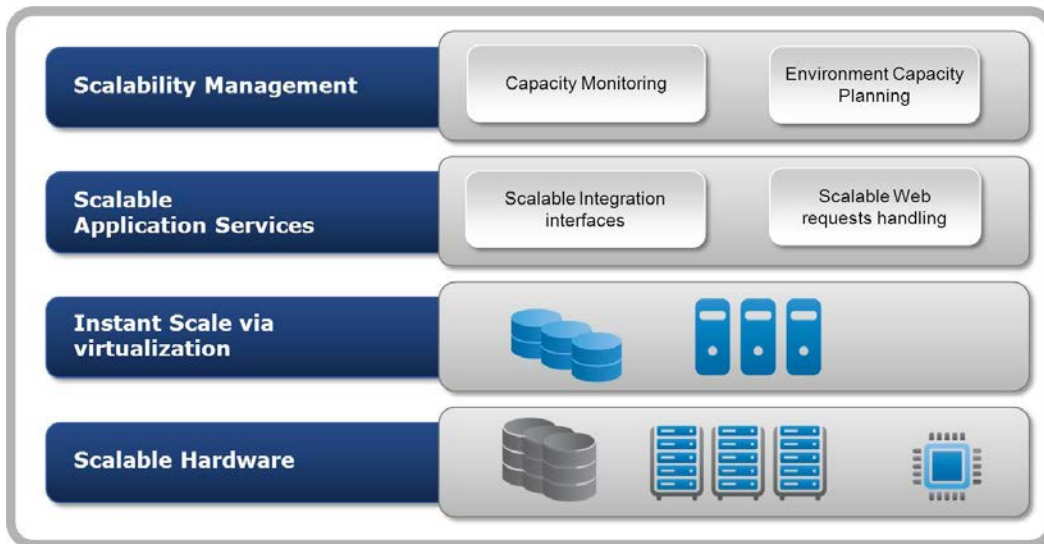 Scalability Management
Capacity Monitoring
Environment Capacity
Planning
Scalable
Application Services
Scalable Integration
interfaces
Scalable Web
requests handling
Instant Scale via
virtualization
Scalable Hardware